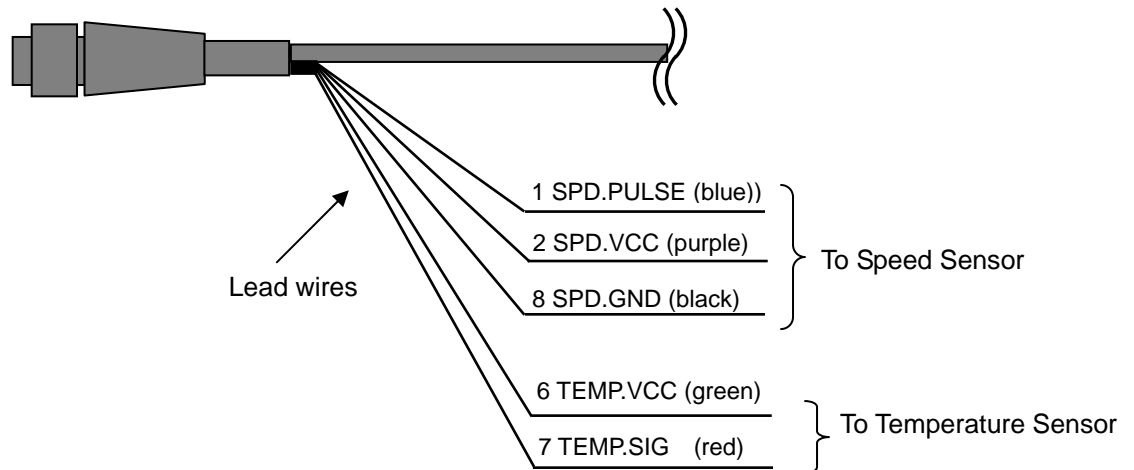 1 SPD.PULSE (blue))
2 SPD.VCC (purple)
To Speed Sensor
Lead wires
8 SPD.GND (black)
6 TEMP.VCC (green)
To Temperature Sensor
7 TEMP.SIG (red)